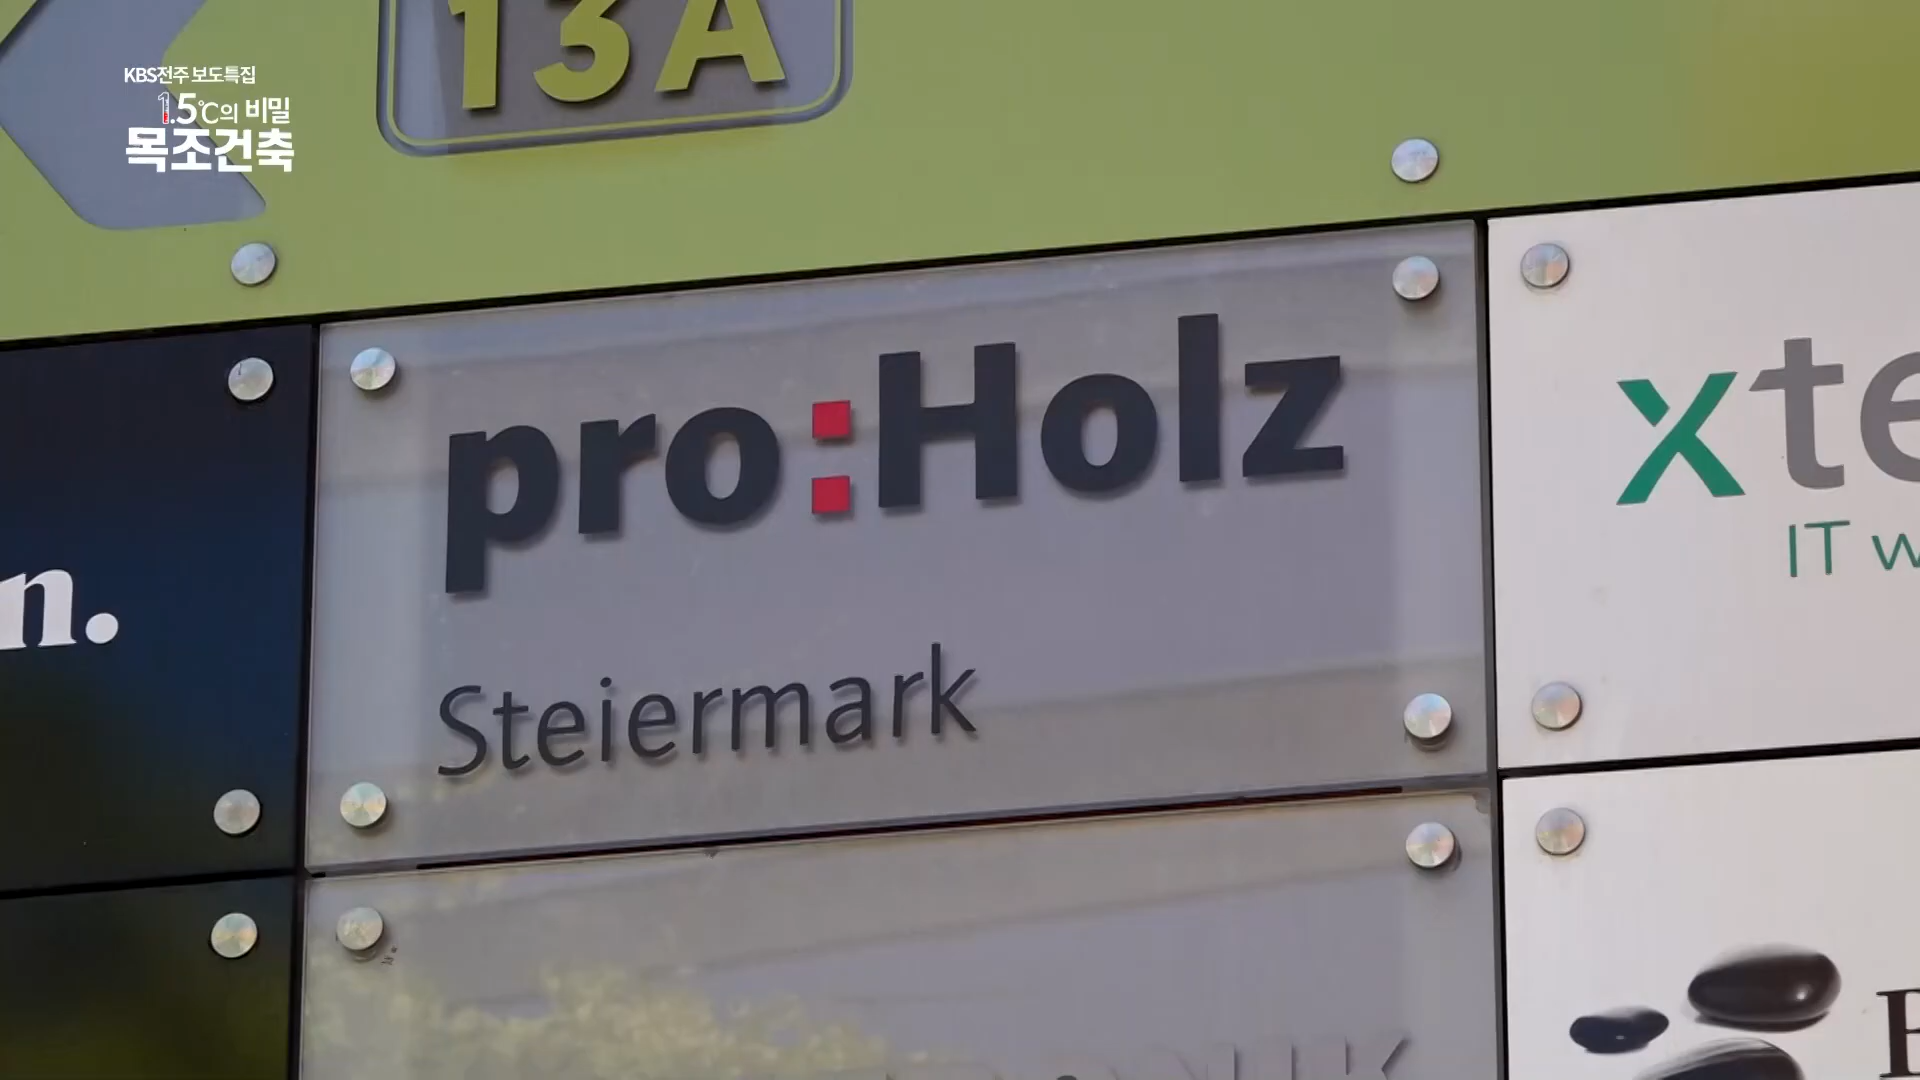 KBS전주 보도특집
1.5℃의 비밀
목조건축
13A
pro:Holz
Steiermark
n.
xte
IT w